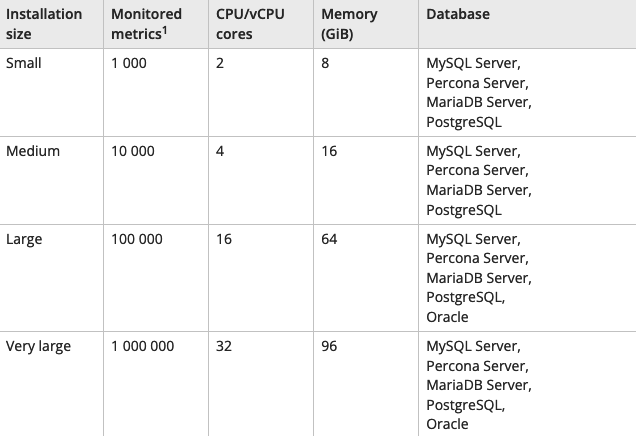 Installation size | Monitored metrics¹ | CPU/vCPU cores | Memory (GiB) | Database
Small | 1 000 | 2 | 8 | MySQL Server,
Percona Server,
MariaDB Server,
PostgreSQL
Medium | 10 000 | 4 | 16 | MySQL Server,
Percona Server,
MariaDB Server,
PostgreSQL
Large | 100 000 | 16 | 64 | MySQL Server,
Percona Server,
MariaDB Server,
PostgreSQL,
Oracle
Very large | 1 000 000 | 32 | 96 | MySQL Server,
Percona Server,
MariaDB Server,
PostgreSQL,
Oracle